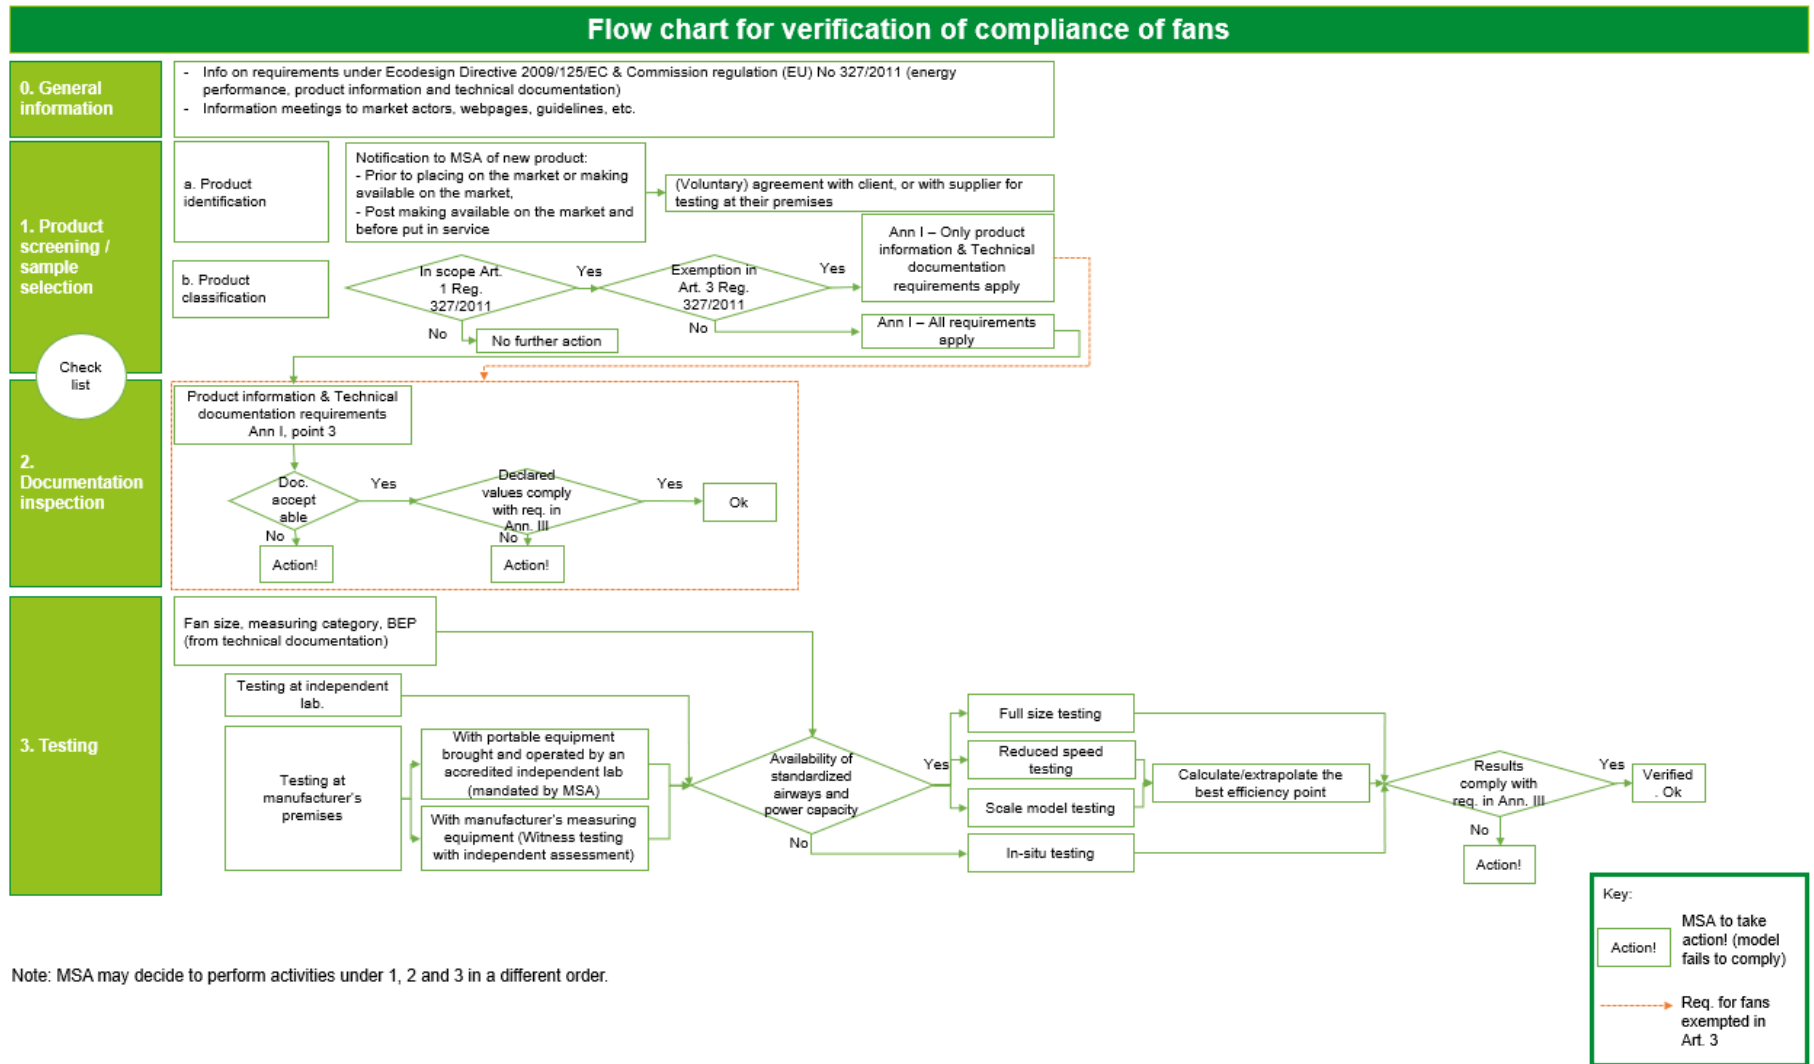 Flow chart for verification of compliance of fans
0. General
information
- Info on requirements under Ecodesign Directive 2009/125/EC & Commission regulation (EU) No 327/2011 (energy
performance, product information and technical documentation)
- Information meetings to market actors, webpages, guidelines, etc.
1. Product
screening /
sample
selection
a. Product
identification
Notification to MSA of new product:
- Prior to placing on the market or making
available on the market,
- Post making available on the market and
before put in service
(Voluntary) agreement with client, or with supplier for
testing at their premises
b. Product
classification
In scope Art.
1 Reg.
327/2011
Yes
No
No further action
Exemption in
Art. 3 Reg.
327/2011
Yes
No
Ann I – Only product
information & Technical
documentation
requirements apply
Ann I – All requirements
apply
Check
list
2.
Documentation
inspection
Product information & Technical
documentation requirements
Ann I, point 3
Doc.
accept
able
Yes
No
Action!
Declared
values comply
with req. in
Ann. III
Yes
No
Action!
Ok
3. Testing
Fan size, measuring category, BEP
(from technical documentation)
Testing at independent
lab.
Testing at
manufacturer's
premises
With portable equipment
brought and operated by an
accredited independent lab
(mandated by MSA)
With manufacturer's measuring
equipment (Witness testing
with independent assessment)
Availability of
standardized
airways and
power capacity
Yes
No
Full size testing
Reduced speed
testing
Scale model testing
In-situ testing
Calculate/extrapolate the
best efficiency point
Results
comply with
req. in Ann. III
Yes
No
Action!
Verified
. Ok
Key:
Action!
MSA to take
action! (model
fails to comply)
Req. for fans
exempted in
Art. 3
Note: MSA may decide to perform activities under 1, 2 and 3 in a different order.